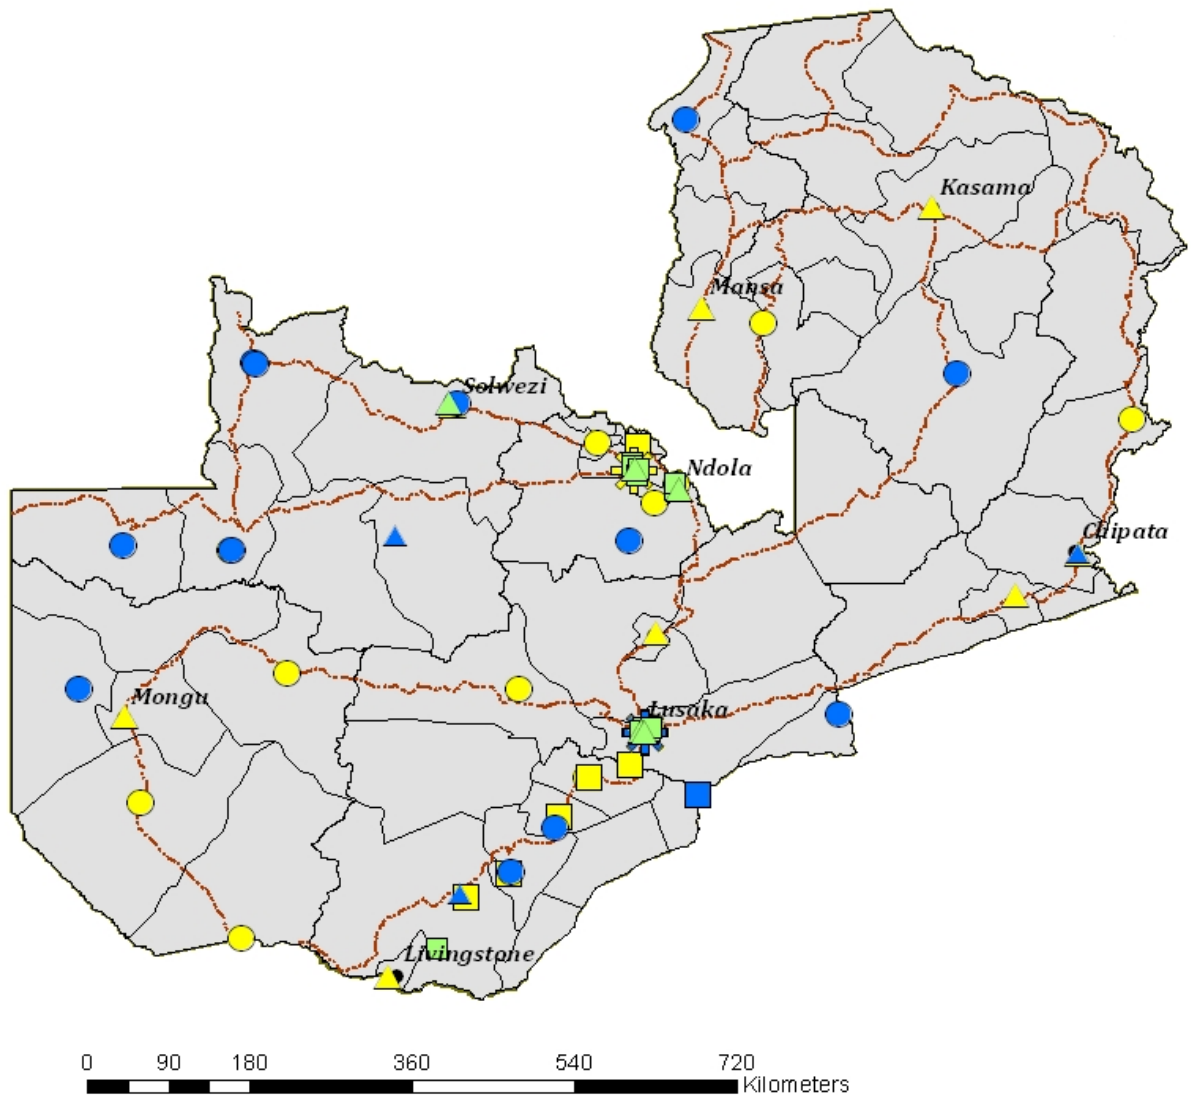 Kasama
Mansa
Solwezi
Ndola
Chipata
Mongu
Lusaka
Livingstone
0 90 180 360 540 720
Kilometers